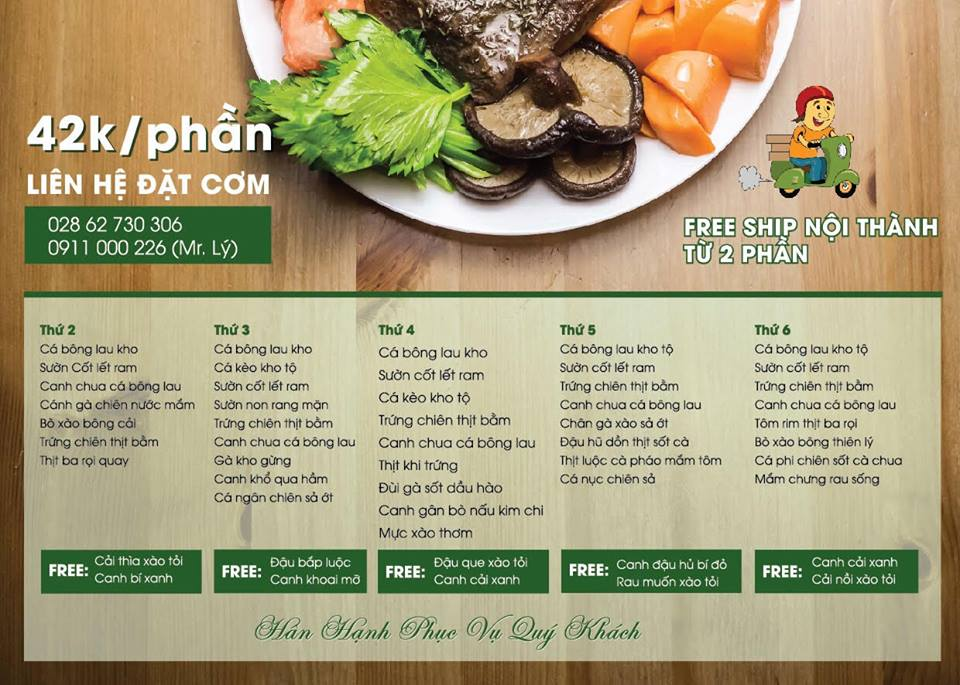 42k/phần
LIÊN HỆ ĐẶT CƠM
028 62 730 306
0911 000 226 (Mr. Lý)
FREE SHIP NỘI THÀNH
TỪ 2 PHẦN
Thứ 2
Cá bông lau kho
Sườn Cốt lết ram
Canh chua cá bông lau
Cánh gà chiên nước mắm
Bò xào bông cải
Trứng chiên thịt bằm
Thịt ba rọi quay
FREE:
Cải thìa xào tỏi
Canh bí xanh
Thứ 3
Cá bông lau kho
Cá kèo kho tộ
Sườn cốt lết ram
Sườn non rang mặn
Trứng chiên thịt bằm
Canh chua cá bông lau
Gà kho gừng
Canh khổ qua hầm
Cá ngân chiên sả ớt
FREE:
Đậu bắp luộc
Canh khoai mỡ
Thứ 4
Cá bông lau kho
Sườn cốt lết ram
Cá kèo kho tộ
Trứng chiên thịt bằm
Canh chua cá bông lau
Thịt khi trứng
Đùi gà sốt dầu hào
Canh gân bò nấu kim chi
Mực xào thơm
FREE:
Đậu que xào tỏi
Canh cải xanh
Thứ 5
Cá bông lau kho tộ
Sườn cốt lết ram
Trứng chiên thịt bằm
Canh chua cá bông lau
Chân gà xào sả ớt
Đậu hũ dồn thịt sốt cà
Thịt luộc cà pháo mắm tôm
Cá nục chiên sả
FREE:
Canh đậu hủ bí đỏ
Rau muốn xào tỏi
Thứ 6
Cá bông lau kho tộ
Sườn cốt lết ram
Trứng chiên thịt bằm
Canh chua cá bông lau
Tôm rim thịt ba rọi
Bò xào bông thiên lý
Cá phi chiên sốt cà chua
Mắm chưng rau sống
FREE:
Canh cải xanh
Cải nồi xào tỏi
Hân Hạnh Phục Vụ Quý Khách